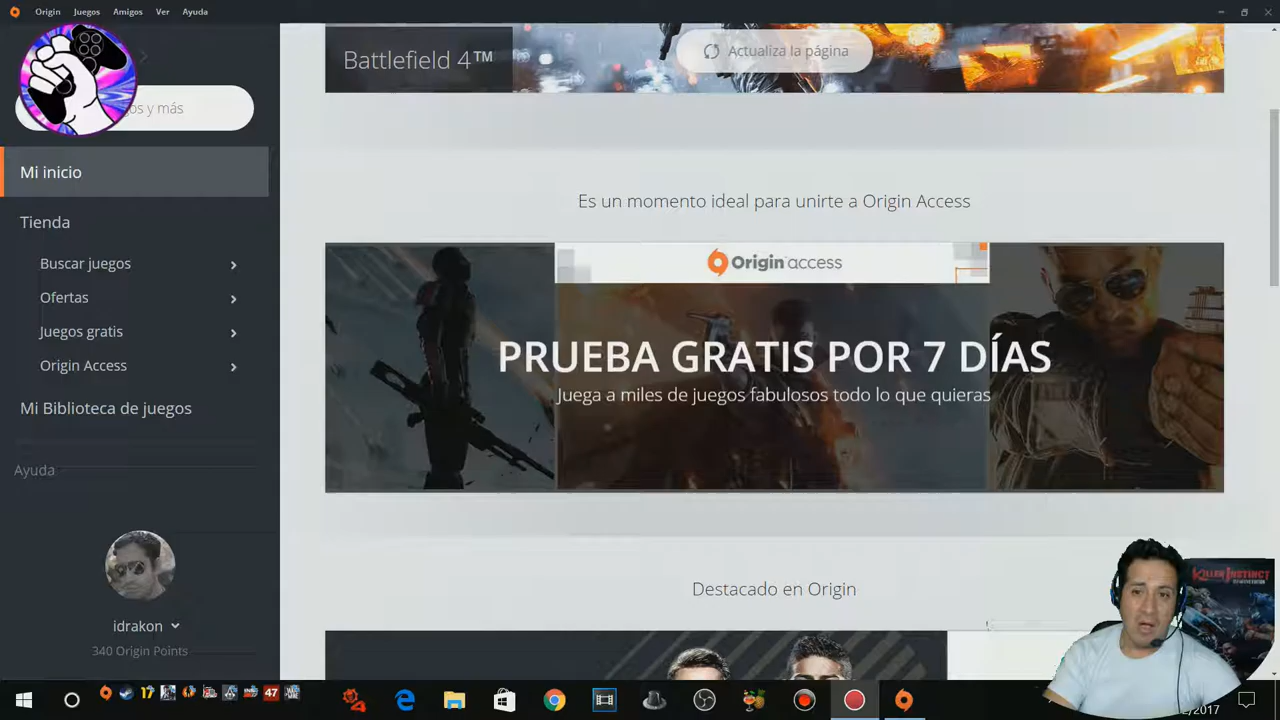 Origin Juegos Amigos Ver Ayuda
Battlefield 4™
Actualiza la página
y más
Mi inicio
Tienda
Buscar juegos
Ofertas
Juegos gratis
Origin Access
Mi Biblioteca de juegos
Ayuda
idrakon
340 Origin Points
Es un momento ideal para unirte a Origin Access
Origin access
PRUEBA GRATIS POR 7 DÍAS
Juega a miles de juegos fabulosos todo lo que quieras
Destacado en Origin
KILLER INSTINCT
17
47
/2017